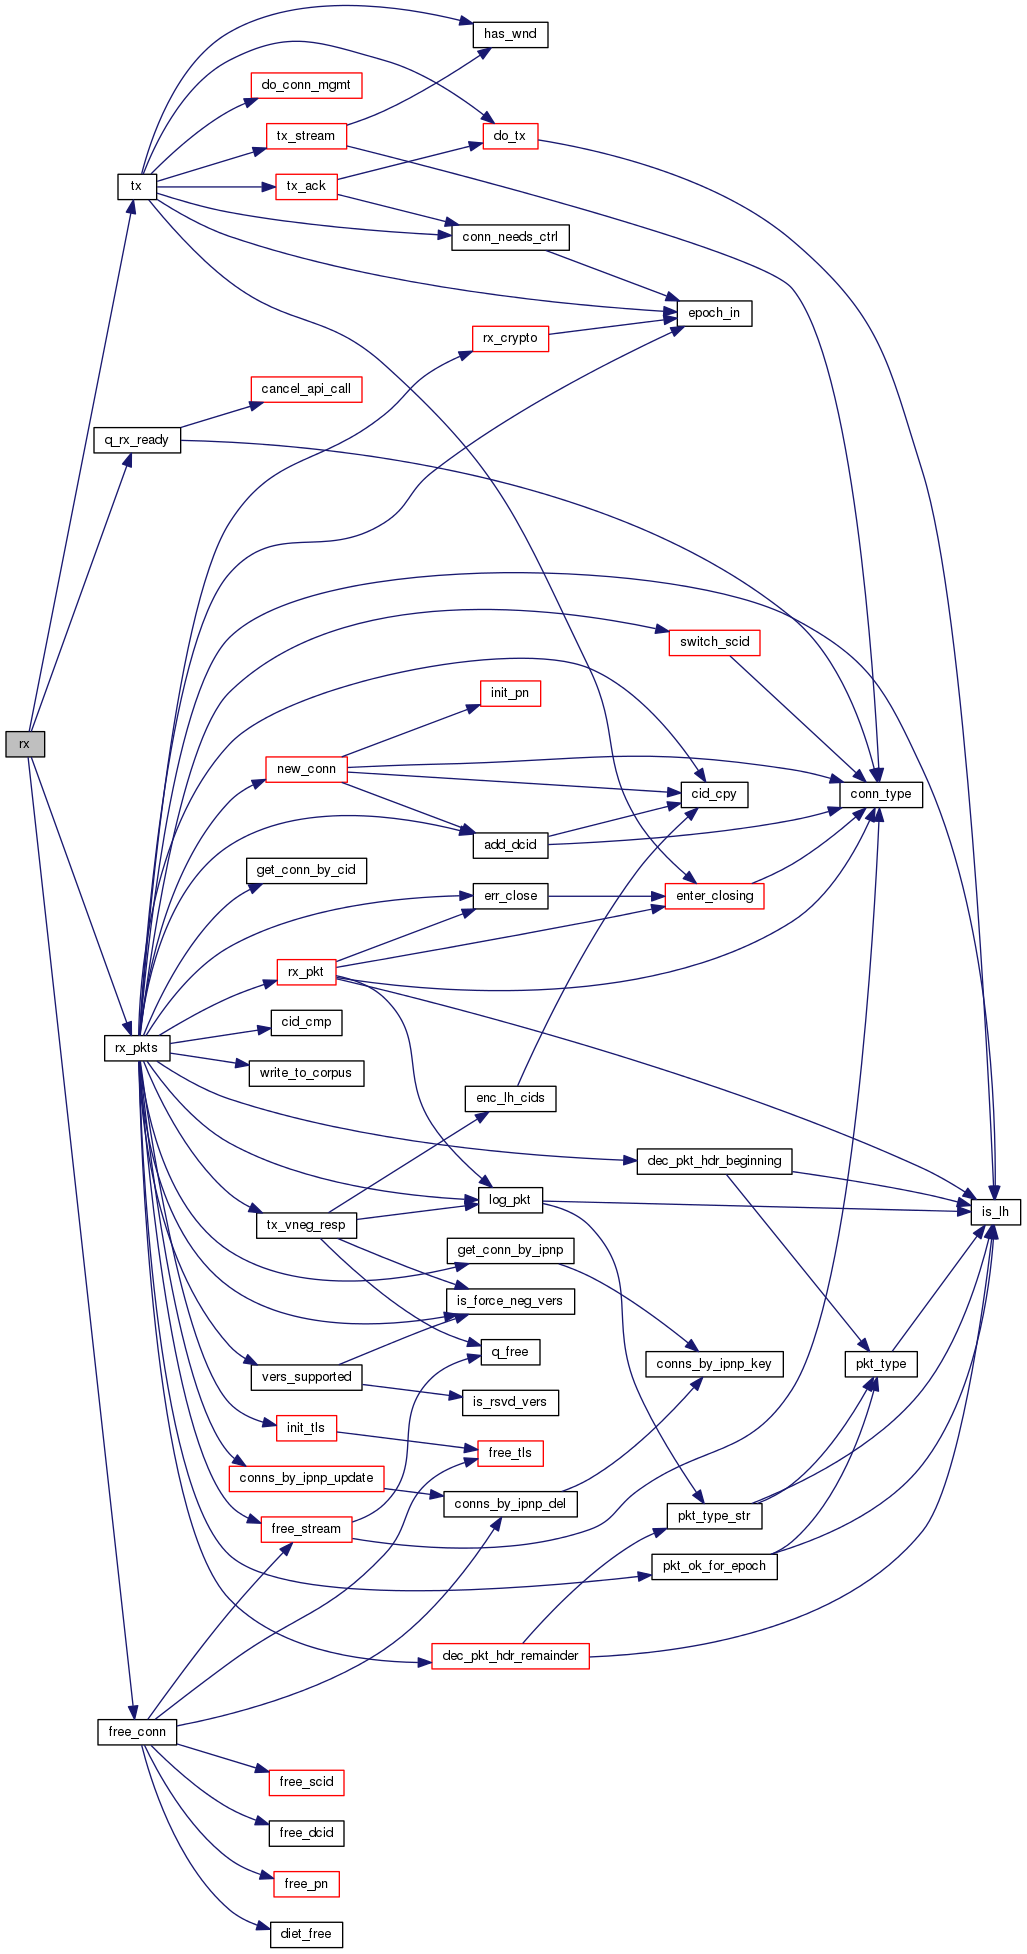 has_wnd
do_conn_mgmt
tx_stream
do_tx
tx
tx_ack
conn_needs_ctrl
epoch_in
rx_crypto
cancel_api_call
q_rx_ready
switch_scid
init_pn
rx
new_conn
cid_cpy
conn_type
add_dcid
get_conn_by_cid
err_close
enter_closing
rx_pkt
cid_cmp
rx_pkts
write_to_corpus
enc_lh_cids
dec_pkt_hdr_beginning
log_pkt
is_lh
tx_vneg_resp
get_conn_by_ipnp
is_force_neg_vers
q_free
conns_by_ipnp_key
pkt_type
vers_supported
is_rsvd_vers
init_tls
free_tls
conns_by_ipnp_update
conns_by_ipnp_del
pkt_type_str
free_stream
pkt_ok_for_epoch
dec_pkt_hdr_remainder
free_conn
free_scid
free_dcid
free_pn
diet_free